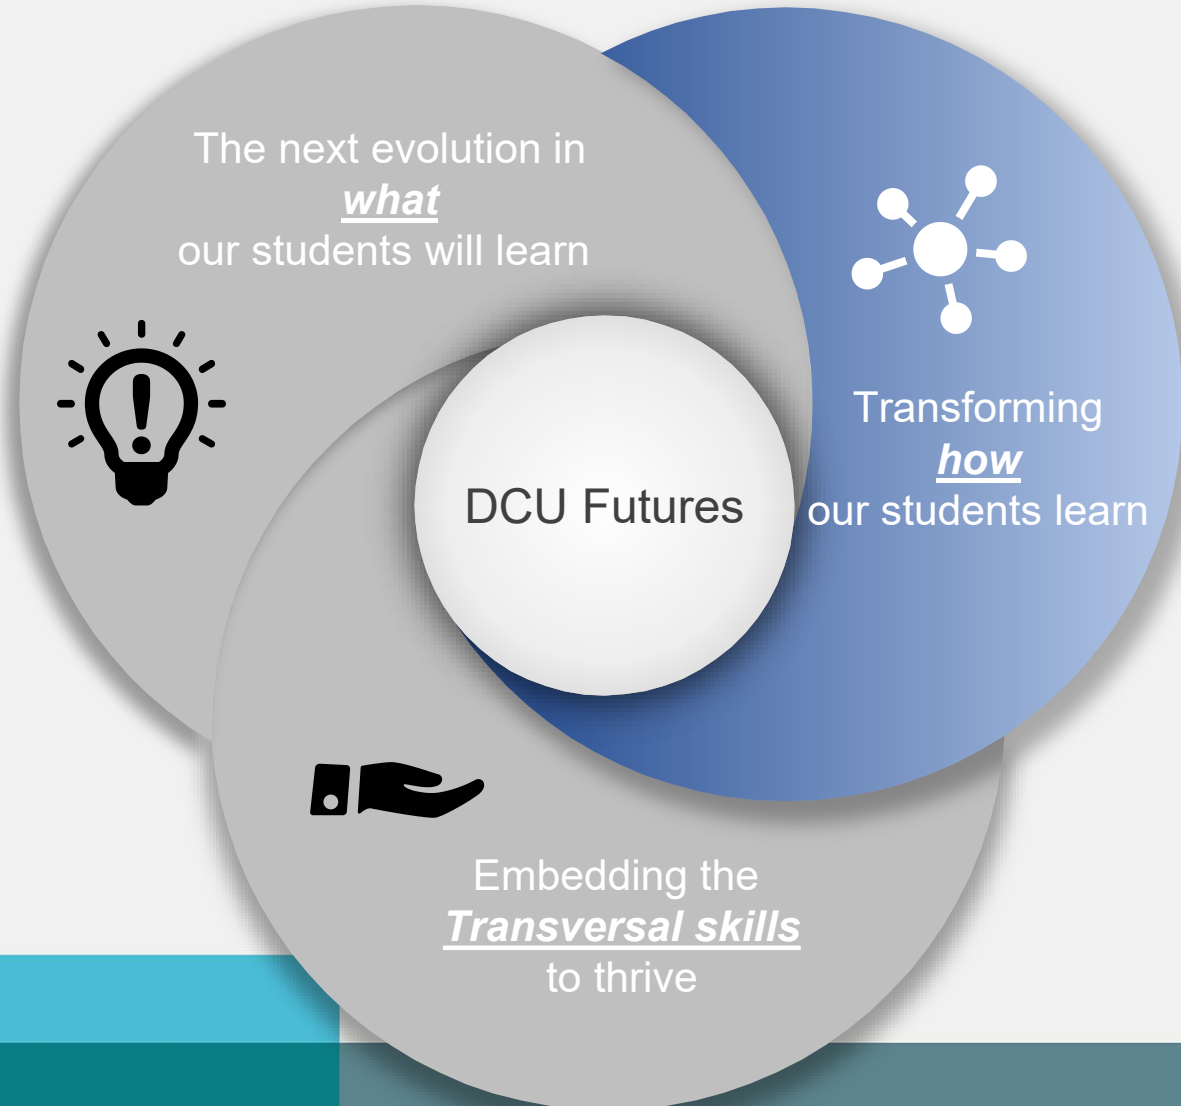 The next evolution in
what
our students will learn
Transforming
how
our students learn
DCU Futures
Embedding the
Transversal skills
to thrive